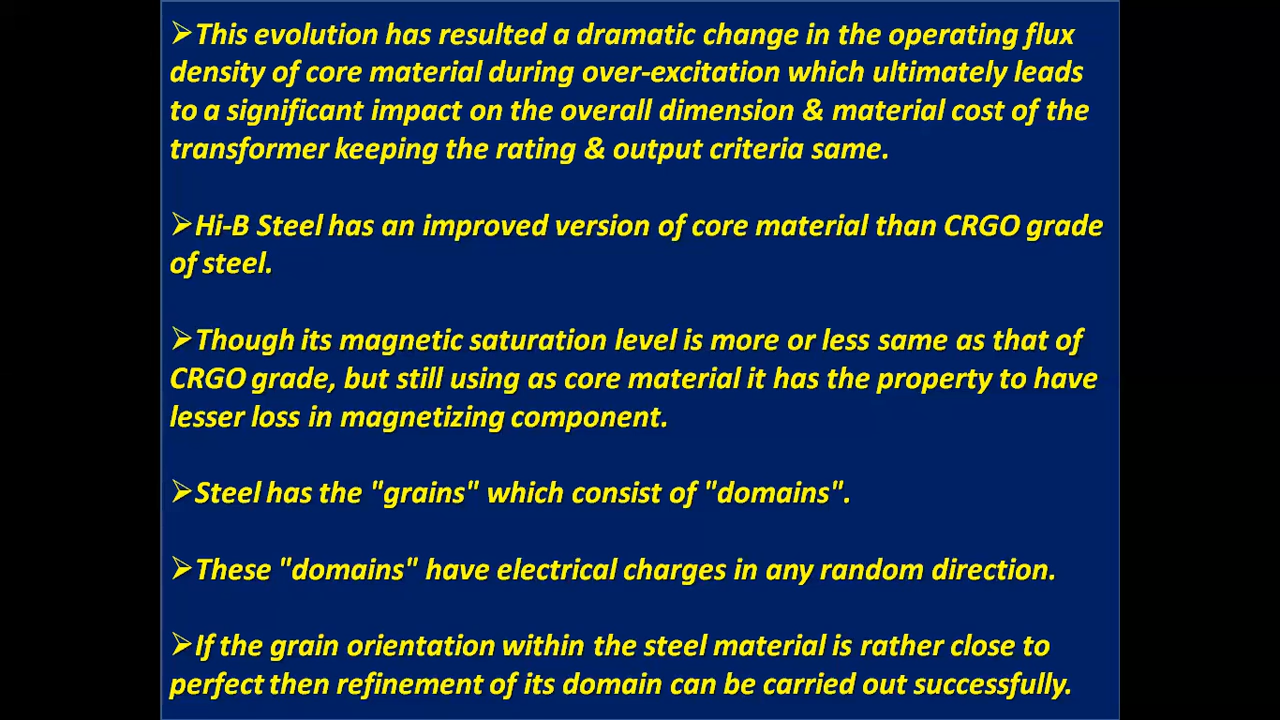 ➢This evolution has resulted a dramatic change in the operating flux
density of core material during over-excitation which ultimately leads
to a significant impact on the overall dimension & material cost of the
transformer keeping the rating & output criteria same.
➢Hi-B Steel has an improved version of core material than CRGO grade
of steel.
➢Though its magnetic saturation level is more or less same as that of
CRGO grade, but still using as core material it has the property to have
lesser loss in magnetizing component.
➢Steel has the "grains" which consist of "domains".
➢These "domains" have electrical charges in any random direction.
➢If the grain orientation within the steel material is rather close to
perfect then refinement of its domain can be carried out successfully.